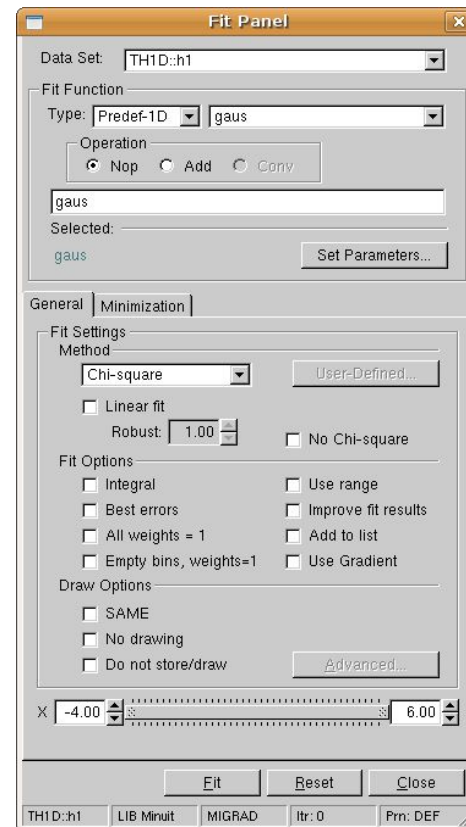 Fit Panel
Data Set: TH1D::h1
Fit Function
Type: Predef-1D gaus
Operation
Nop Add Conv
gaus
Selected:
gaus Set Parameters...
General Minimization
Fit Settings
Method
Chi-square User-Defined...
Linear fit
Robust: 1.00 No Chi-square
Fit Options
Integral Use range
Best errors Improve fit results
All weights = 1 Add to list
Empty bins, weights=1 Use Gradient
Draw Options
SAME
No drawing
Do not store/draw Advanced...
X -4.00 6.00
Fit Reset Close
TH1D::h1 LIB Minuit MIGRAD Itr: 0 Prn: DEF